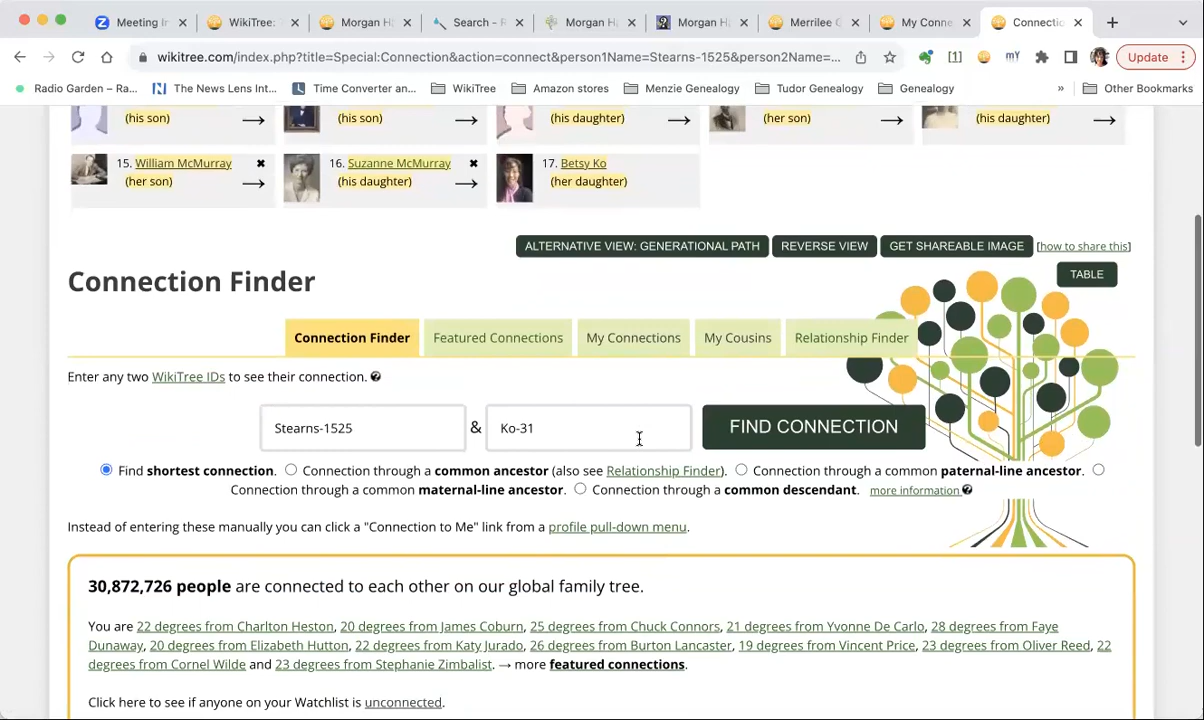 Meeting i
WikiTree:
Morgan Ha
Search - R
Morgan H
Morgan H
Merrilee G
My Conne
Connectio
wikitree.com/index.php?title=Special:Connection&action=connect&person1Name=Stearns-1525&person2Name=...
Update
Radio Garden – Ra...
The News Lens Int...
Time Converter an...
WikiTree
Amazon stores
Menzie Genealogy
Tudor Genealogy
Genealogy
»
Other Bookmarks
(his son) →
(his son) →
(his daughter) →
(her son) →
(his daughter) →
15. William McMurray ✖
(her son) →
16. Suzanne McMurray ✖
(his daughter) →
17. Betsy Ko
(her daughter)
ALTERNATIVE VIEW: GENERATIONAL PATH
REVERSE VIEW
GET SHAREABLE IMAGE
[how to share this]
TABLE
Connection Finder
Connection Finder
Featured Connections
My Connections
My Cousins
Relationship Finder
Enter any two WikiTree IDs to see their connection. ?
Stearns-1525 & Ko-31
FIND CONNECTION
Find shortest connection. Connection through a common ancestor (also see Relationship Finder). Connection through a common paternal-line ancestor.
Connection through a common maternal-line ancestor. Connection through a common descendant. more information ?
Instead of entering these manually you can click a "Connection to Me" link from a profile pull-down menu.
30,872,726 people are connected to each other on our global family tree.
You are 22 degrees from Charlton Heston, 20 degrees from James Coburn, 25 degrees from Chuck Connors, 21 degrees from Yvonne De Carlo, 28 degrees from Faye
Dunaway, 20 degrees from Elizabeth Hutton, 22 degrees from Katy Jurado, 26 degrees from Burton Lancaster, 19 degrees from Vincent Price, 23 degrees from Oliver Reed, 22
degrees from Cornel Wilde and 23 degrees from Stephanie Zimbalist. → more featured connections.
Click here to see if anyone on your Watchlist is unconnected.